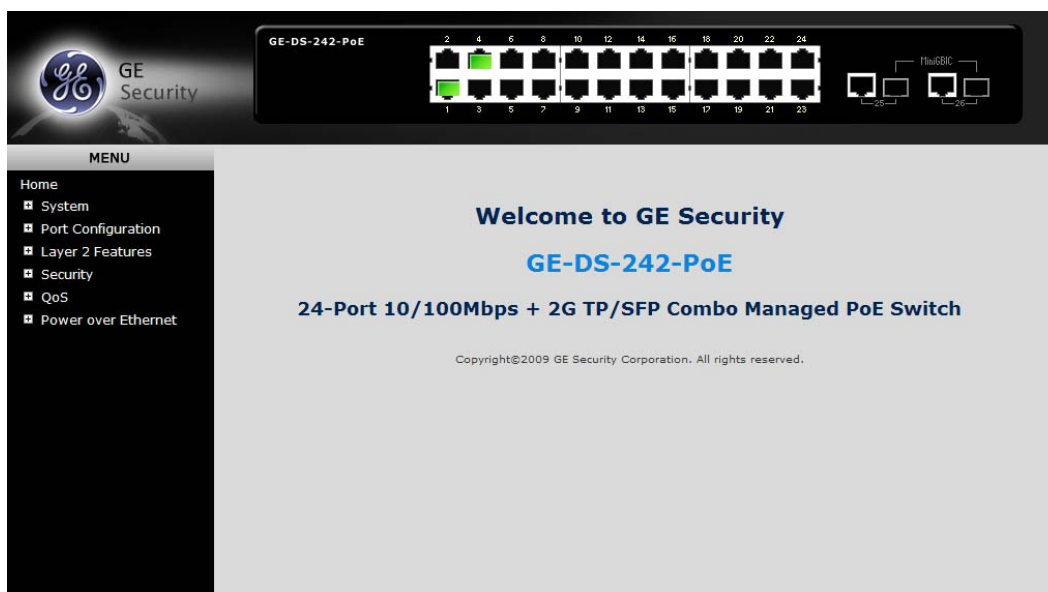 GE
Security
GE-DS-242-PoE
2 4 6 8 10 12 14 16 18 20 22 24
1 3 5 7 9 11 13 15 17 19 21 23
MiniGBIC
25 26
MENU
Home
System
Port Configuration
Layer 2 Features
Security
QoS
Power over Ethernet
Welcome to GE Security
GE-DS-242-PoE
24-Port 10/100Mbps + 2G TP/SFP Combo Managed PoE Switch
Copyright©2009 GE Security Corporation. All rights reserved.